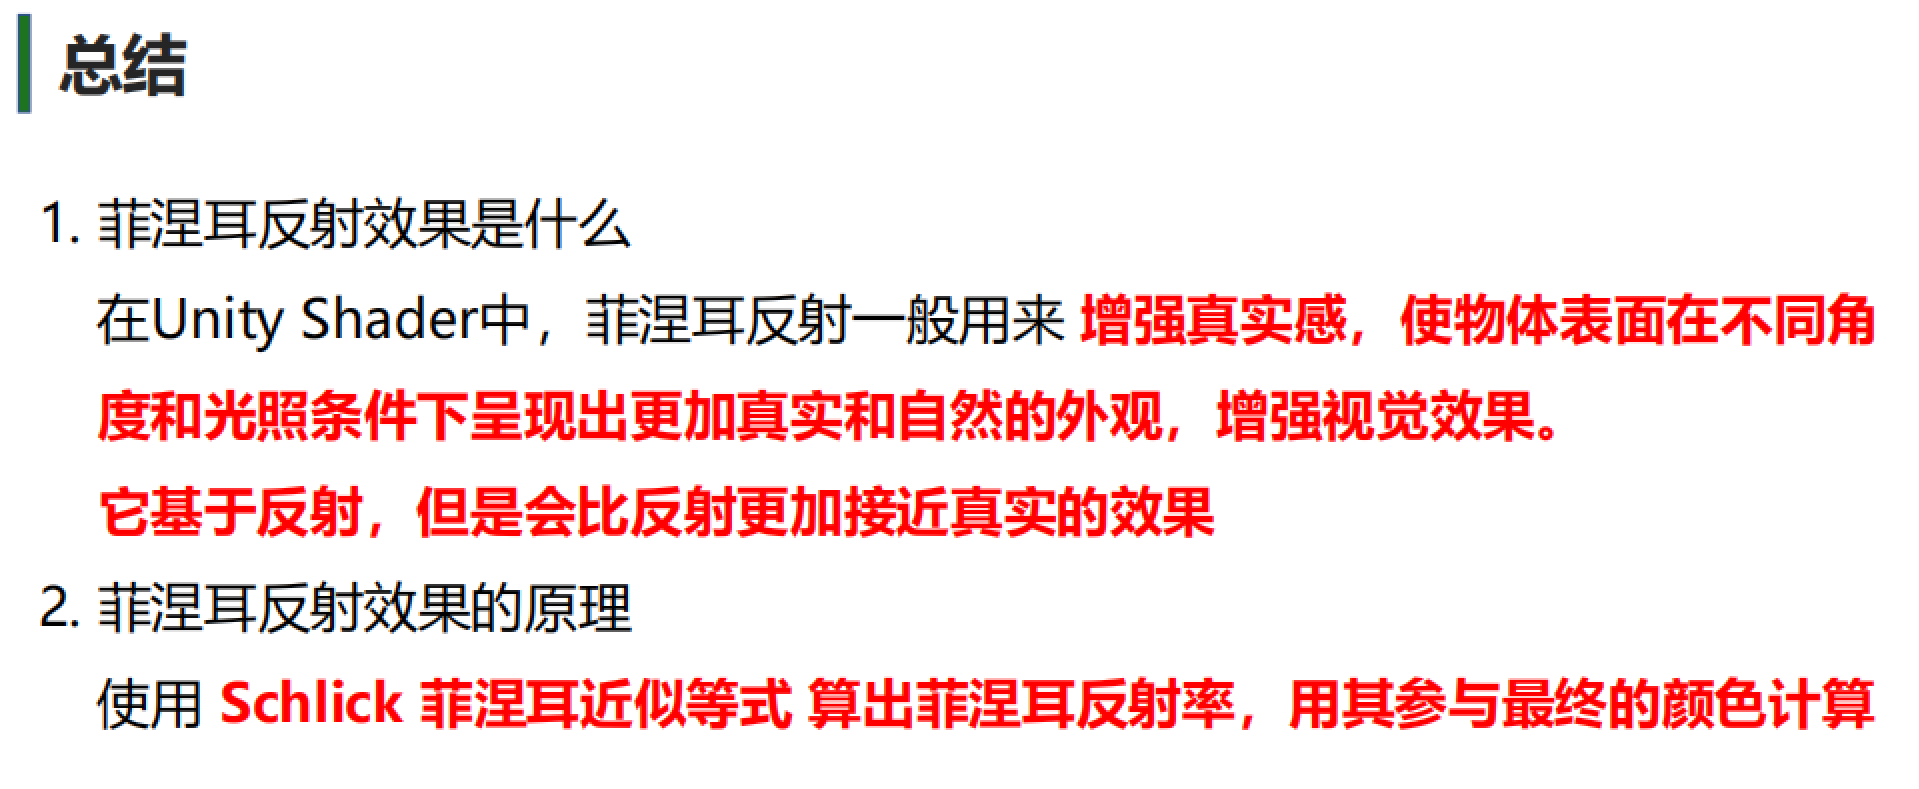 总结
1. 菲涅耳反射效果是什么
在Unity Shader中，菲涅耳反射一般用来 增强真实感，使物体表面在不同角
度和光照条件下呈现出更加真实和自然的外观，增强视觉效果。
它基于反射，但是会比反射更加接近真实的效果
2. 菲涅耳反射效果的原理
使用 Schlick 菲涅耳近似等式 算出菲涅耳反射率，用其参与最终的颜色计算